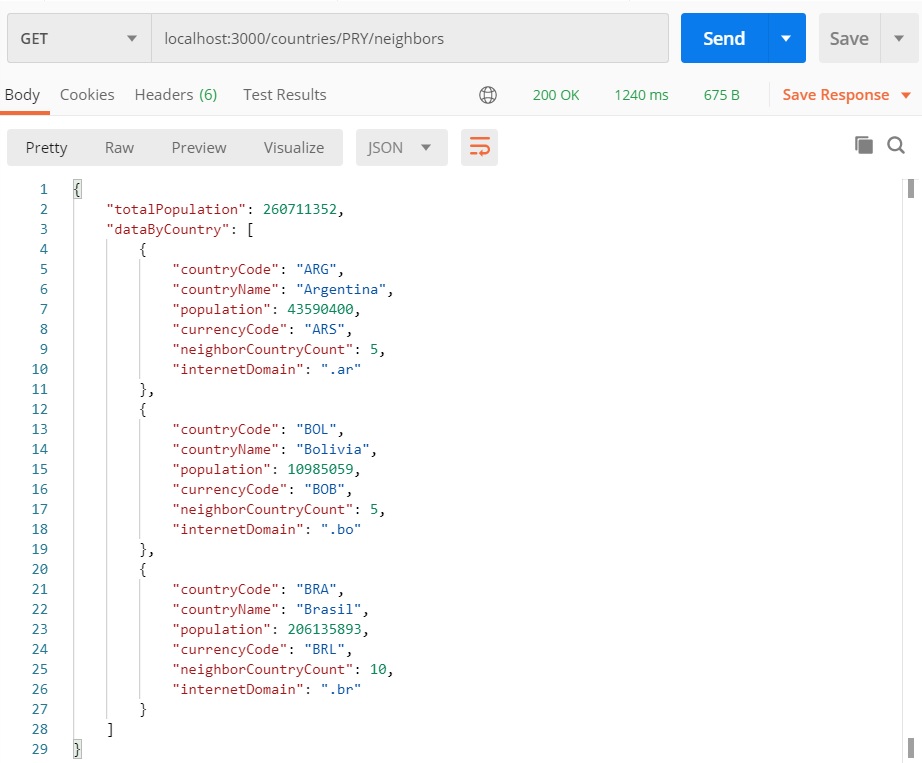 GET localhost:3000/countries/PRY/neighbors Send Save
Body Cookies Headers (6) Test Results 200 OK 1240 ms 675 B Save Response
Pretty Raw Preview Visualize JSON
1 {
2 "totalPopulation": 260711352,
3 "dataByCountry": [
4 {
5 "countryCode": "ARG",
6 "countryName": "Argentina",
7 "population": 43590400,
8 "currencyCode": "ARS",
9 "neighborCountryCount": 5,
10 "internetDomain": ".ar"
11 },
12 {
13 "countryCode": "BOL",
14 "countryName": "Bolivia",
15 "population": 10985059,
16 "currencyCode": "BOB",
17 "neighborCountryCount": 5,
18 "internetDomain": ".bo"
19 },
20 {
21 "countryCode": "BRA",
22 "countryName": "Brasil",
23 "population": 206135893,
24 "currencyCode": "BRL",
25 "neighborCountryCount": 10,
26 "internetDomain": ".br"
27 }
28 ]
29 }